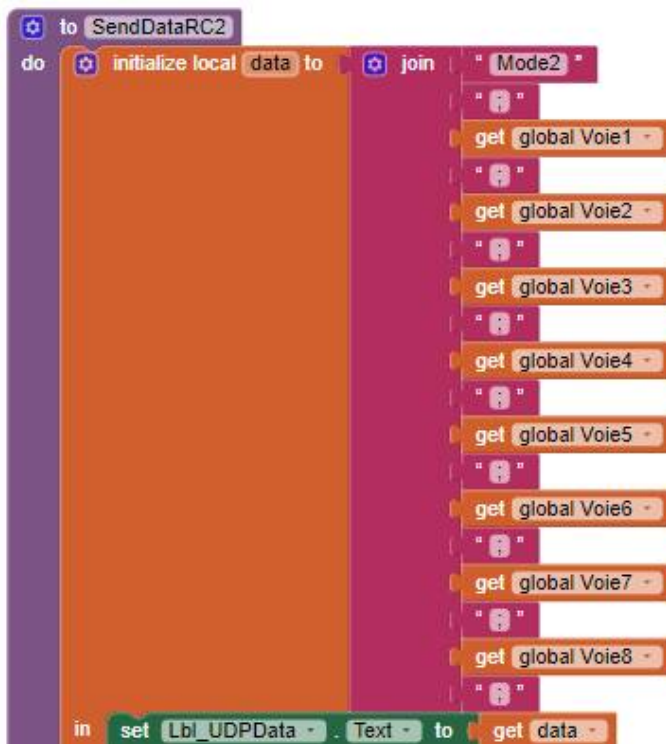 to SendDataRC2
do initialize local data to join " Mode2 "
" ; "
get global Voie1
" ; "
get global Voie2
" ; "
get global Voie3
" ; "
get global Voie4
" ; "
get global Voie5
" ; "
get global Voie6
" ; "
get global Voie7
" ; "
get global Voie8
" ; "
in set Lbl_UDPData . Text to get data